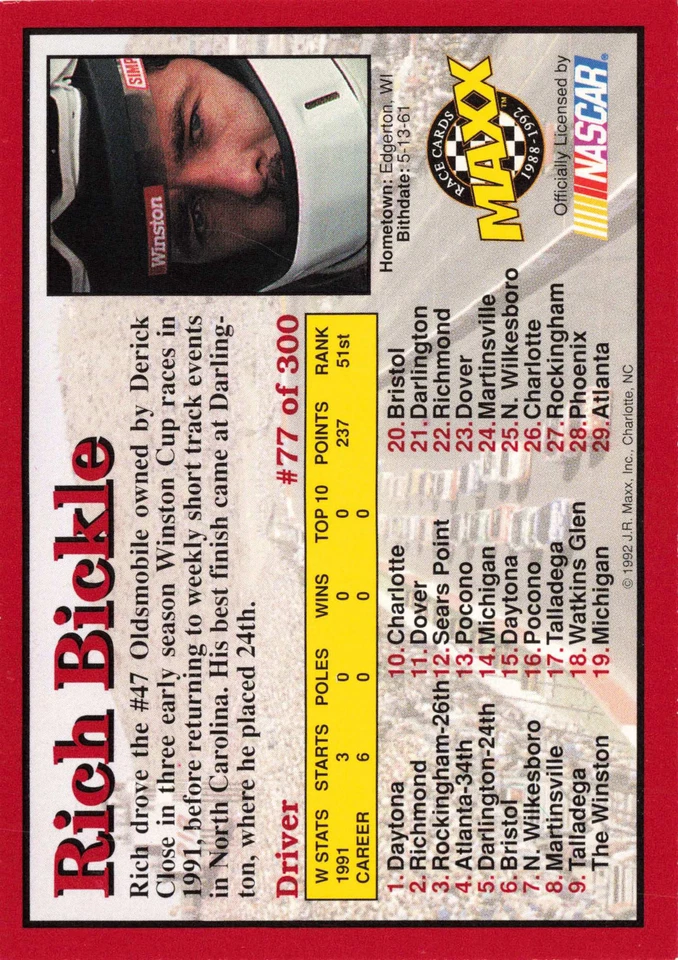 Rich Bickle
Rich drove the #47 Oldsmobile owned by Derick
Close in three early season Winston Cup races in
1991, before returning to weekly short track events
in North Carolina. His best finish came at Darling-
ton, where he placed 24th.
Driver #77 of 300
W STATS STARTS POLES WINS TOP 10 POINTS RANK
1991 3 0 0 0 237 51st
CAREER 6 0 0 0
1. Daytona
2. Richmond
3. Rockingham-26th
4. Atlanta-34th
5. Darlington-24th
6. Bristol
7. N. Wilkesboro
8. Martinsville
9. Talladega
The Winston
10. Charlotte
11. Dover
12. Sears Point
13. Pocono
14. Michigan
15. Daytona
16. Pocono
17. Talladega
18. Watkins Glen
19. Michigan
20. Bristol
21. Darlington
22. Richmond
23. Dover
24. Martinsville
25. N. Wilkesboro
26. Charlotte
27. Rockingham
28. Phoenix
29. Atlanta
SIMP
Winston
Hometown: Edgerton, WI
Bithdate: 5-13-61
RACE CARDS
MAXX™
1988-1992
Officially Licensed by
NASCAR®
© 1992 J.R. Maxx, Inc., Charlotte, NC